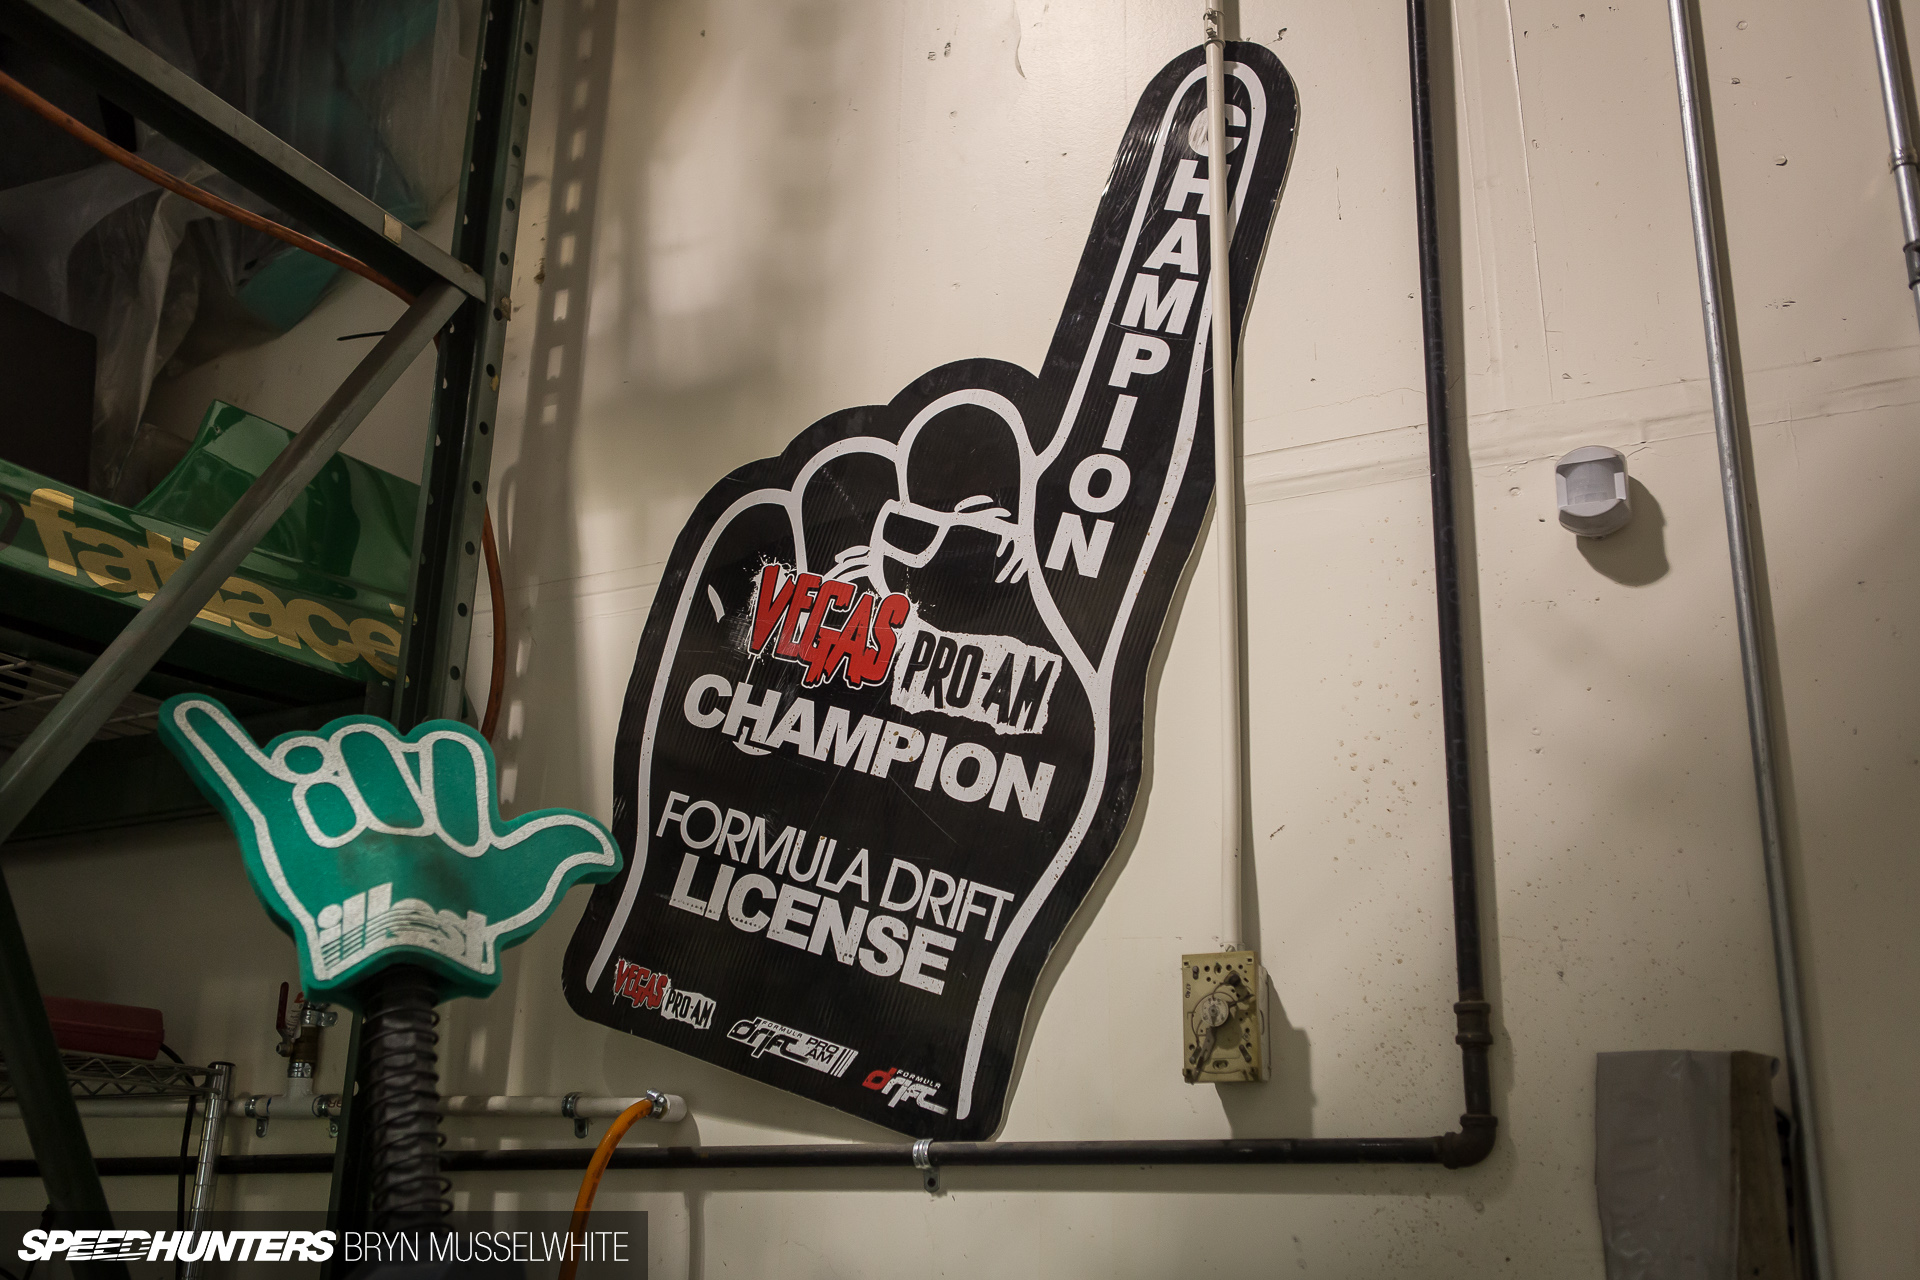 CHAMPION
fatlace
VEGAS PRO-AM
CHAMPION
FORMULA DRIFT
LICENSE
ill
illest
VEGAS PRO-AM
FORMULA
drift PRO
AM
FORMULA
drift
SPEEDHUNTERS BRYN MUSSELWHITE